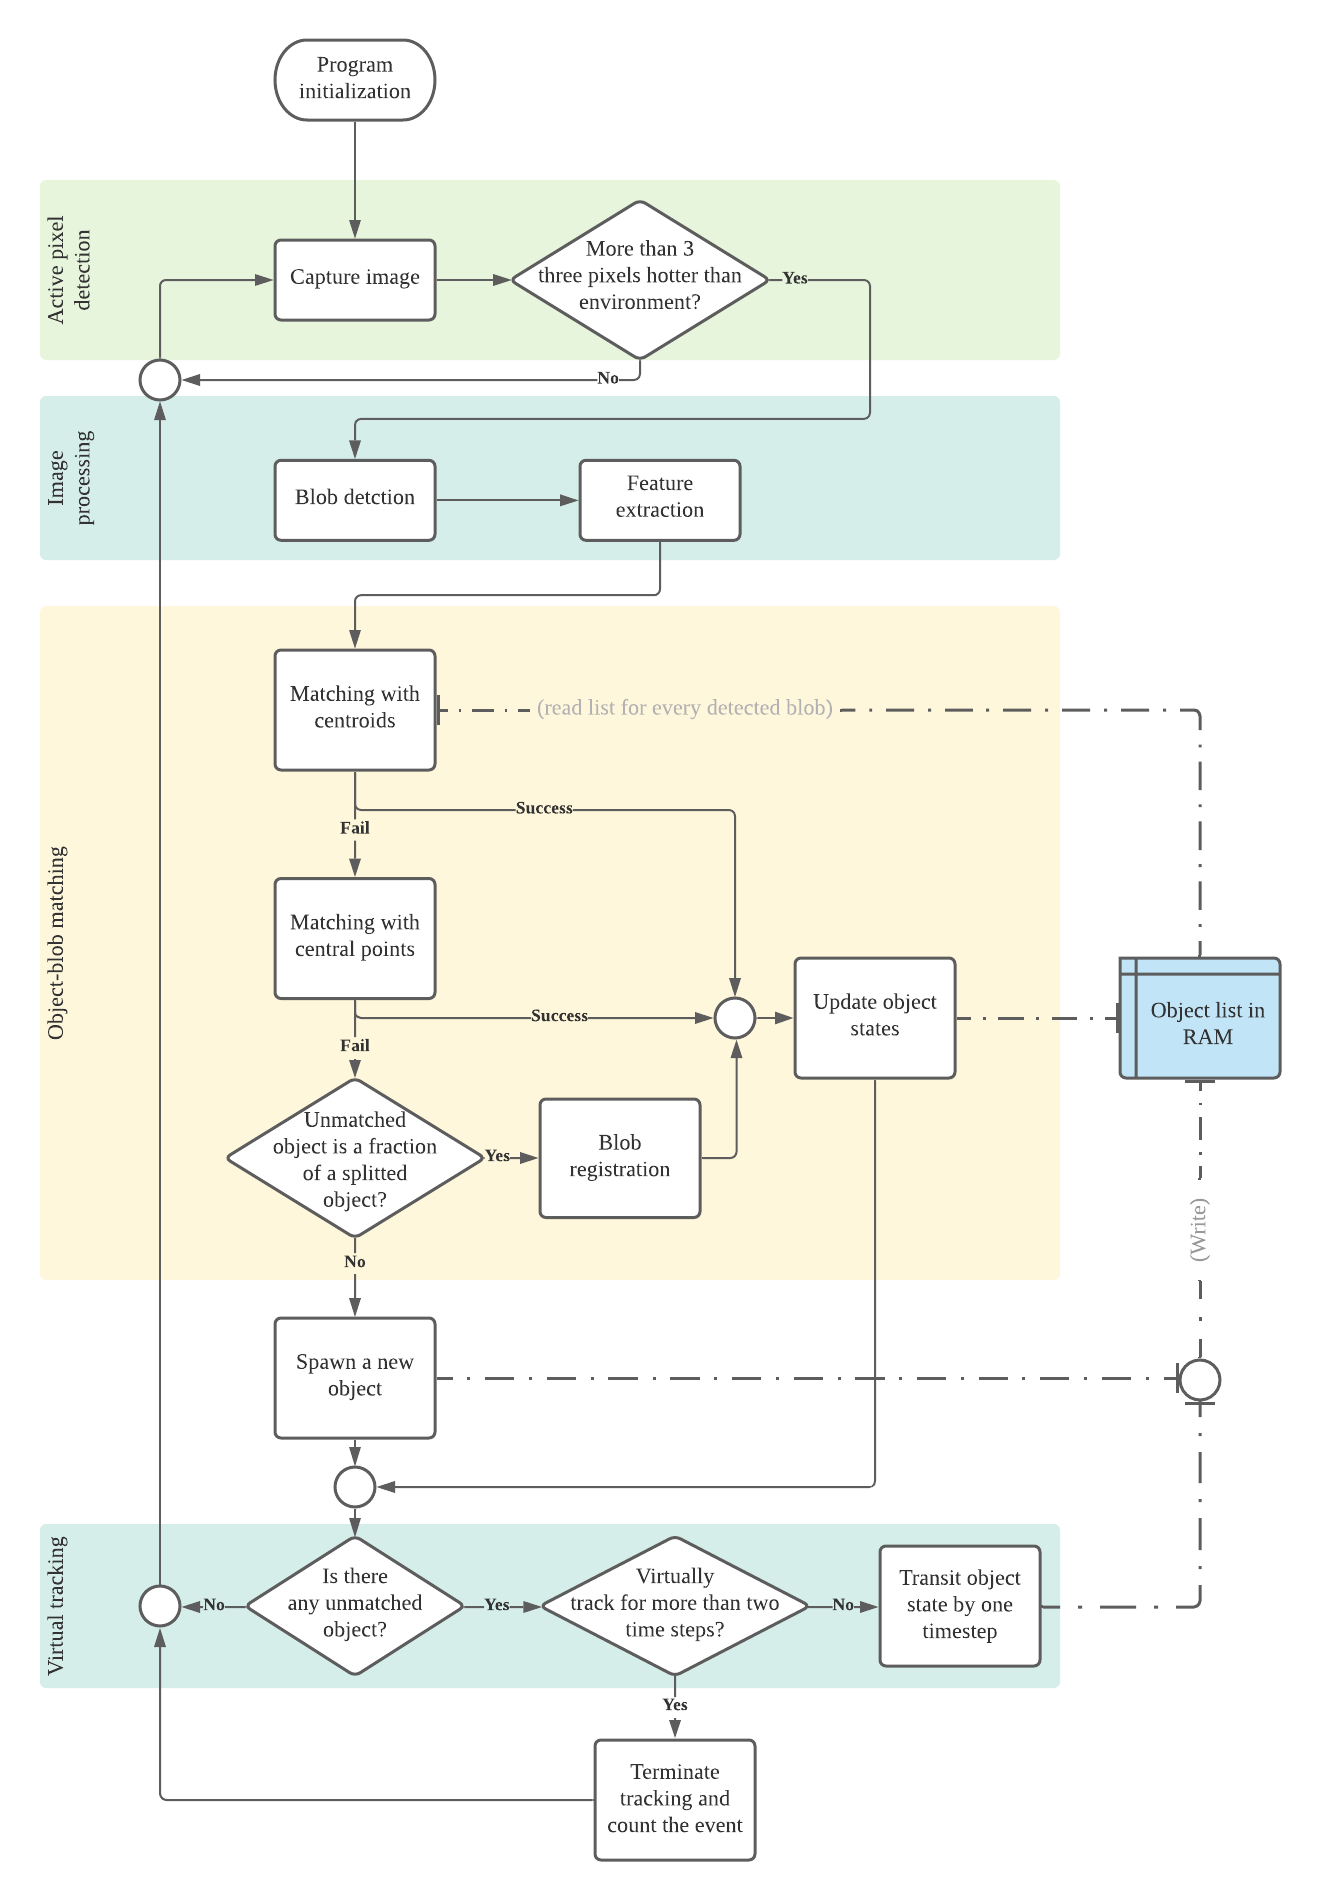 Program
initialization
Active pixel
detection
Capture image
More than 3
three pixels hotter than
environment?
Yes
No
Image
processing
Blob detction
Feature
extraction
Object-blob matching
Matching with
centroids
(read list for every detected blob)
Success
Fail
Matching with
central points
Success
Fail
Update object
states
Object list in
RAM
Unmatched
object is a fraction
of a splitted
object?
Yes
Blob
registration
No
(Write)
Spawn a new
object
Virtual tracking
Is there
any unmatched
object?
No
Yes
Virtually
track for more than two
time steps?
No
Transit object
state by one
timestep
Yes
Terminate
tracking and
count the event